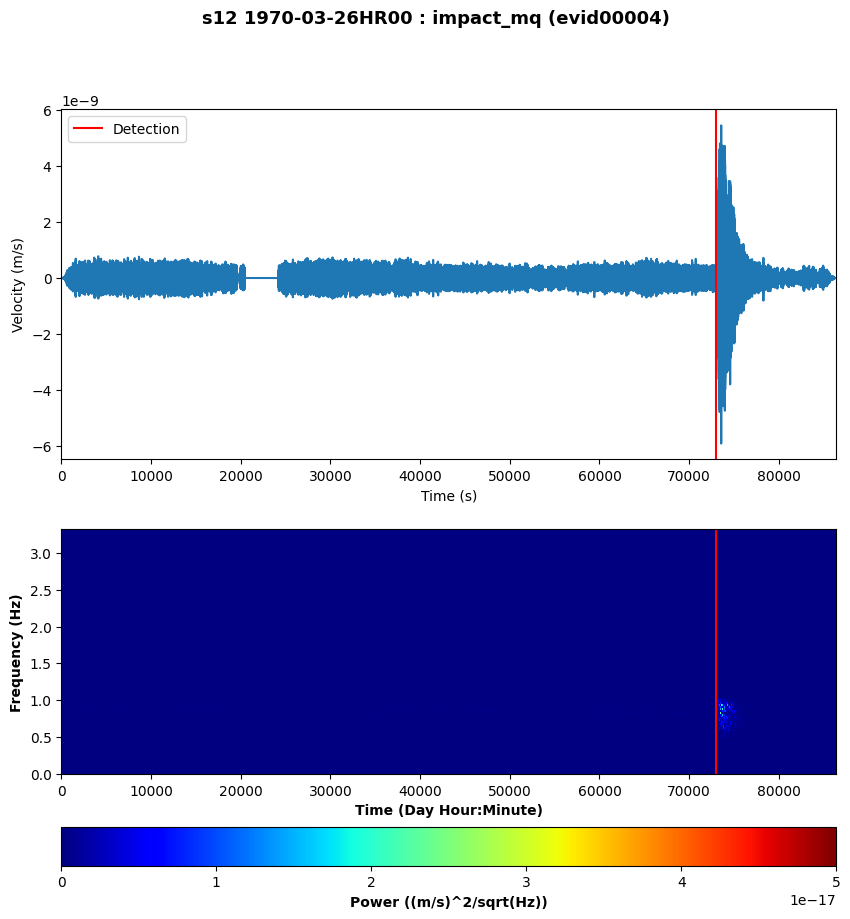 s12 1970-03-26HR00 : impact_mq (evid00004)
1e−9
6
4
2
0
−2
−4
−6
Velocity (m/s)
Detection
0 10000 20000 30000 40000 50000 60000 70000 80000
Time (s)
3.0
2.5
2.0
1.5
1.0
0.5
0.0
Frequency (Hz)
0 10000 20000 30000 40000 50000 60000 70000 80000
Time (Day Hour:Minute)
0 1 2 3 4 5
1e−17
Power ((m/s)^2/sqrt(Hz))